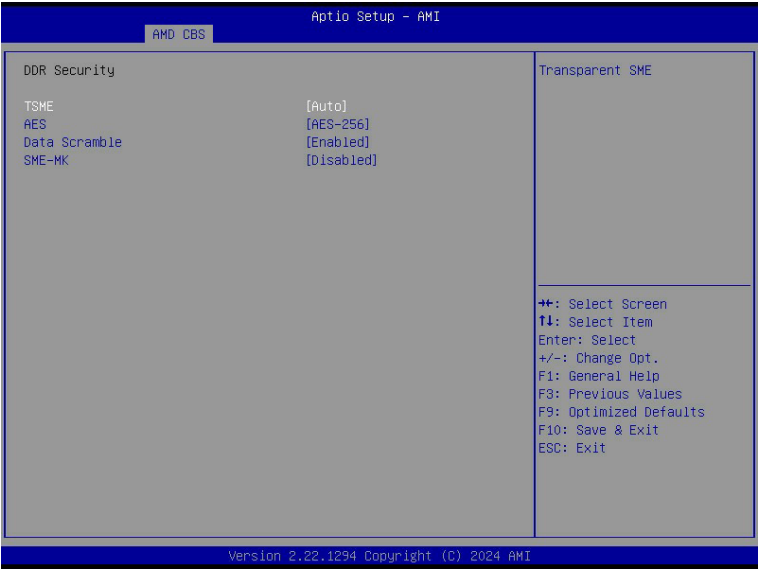 Aptio Setup - AMI
AMD CBS
DDR Security
TSME [Auto]
AES [AES-256]
Data Scramble [Enabled]
SME-MK [Disabled]
Transparent SME
→←: Select Screen
↑↓: Select Item
Enter: Select
+/-: Change Opt.
F1: General Help
F3: Previous Values
F9: Optimized Defaults
F10: Save & Exit
ESC: Exit
Version 2.22.1294 Copyright (C) 2024 AMI